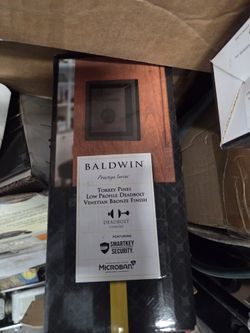 BALDWIN
Prestige Series
TORREY PINES
LOW PROFILE DEADBOLT
VENETIAN BRONZE FINISH
DEADBOLT
FEATURING
SMARTKEY
SECURITY.
MICROBAN